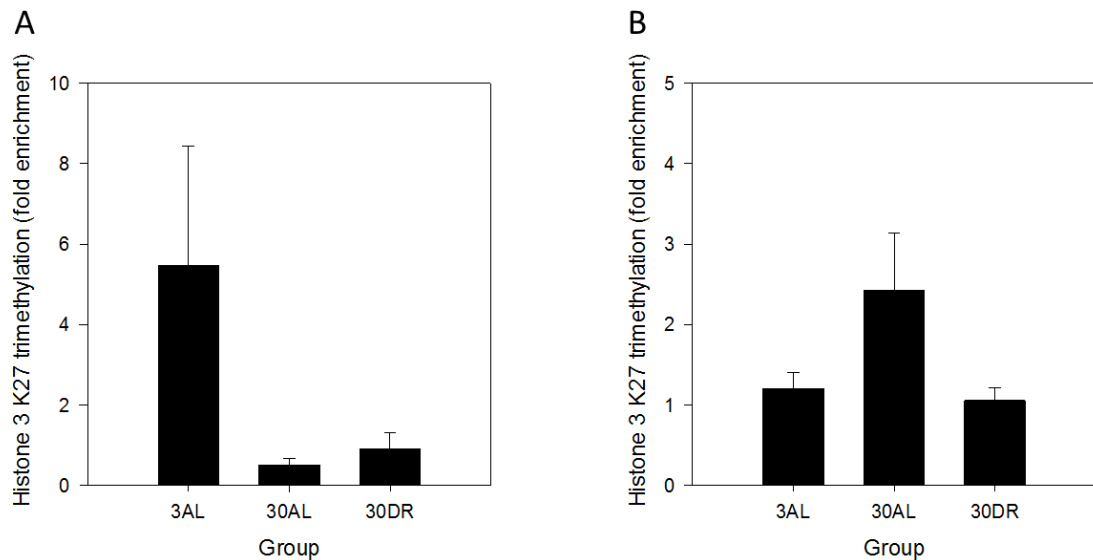 A
Histone 3 K27 trimethylation (fold enrichment)
10
8
6
4
2
0
3AL 30AL 30DR
Group
B
Histone 3 K27 trimethylation (fold enrichment)
5
4
3
2
1
0
3AL 30AL 30DR
Group